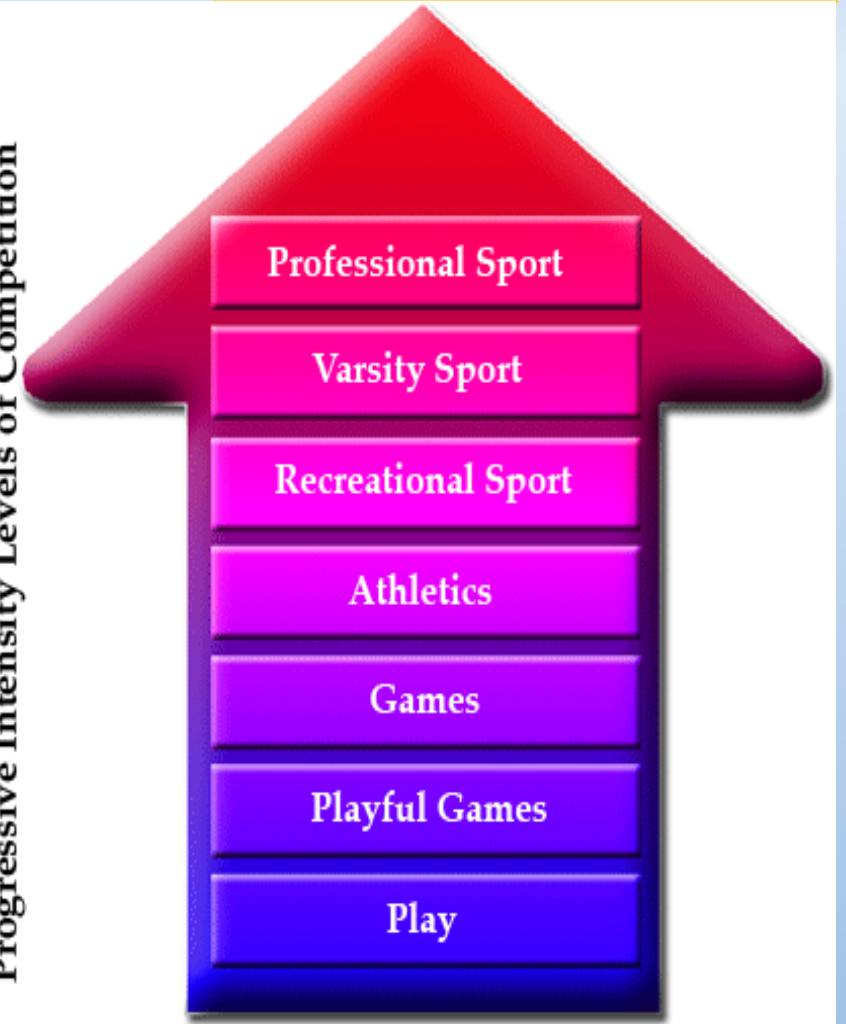 Progressive Intensity Levels of Competition
Professional Sport
Varsity Sport
Recreational Sport
Athletics
Games
Playful Games
Play